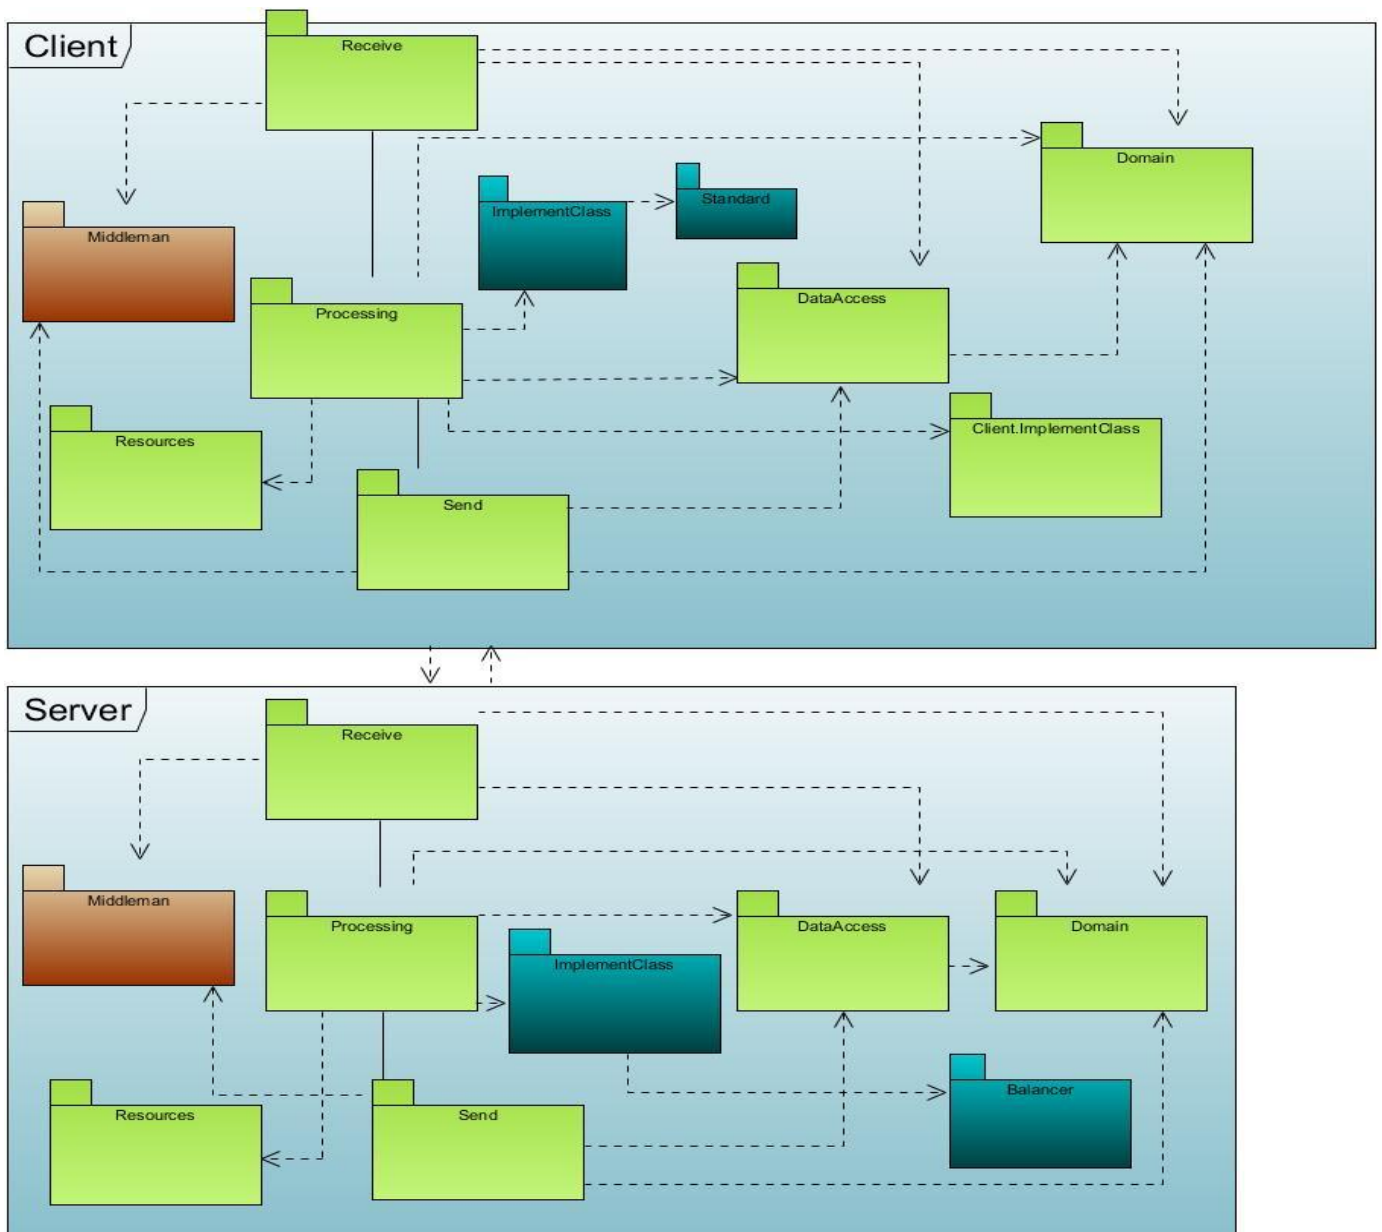 Client
Receive
Domain
ImplementClass
Standard
Middleman
DataAccess
Processing
Client.ImplementClass
Resources
Send
Server
Receive
Middleman
Processing
DataAccess
Domain
ImplementClass
Balancer
Resources
Send